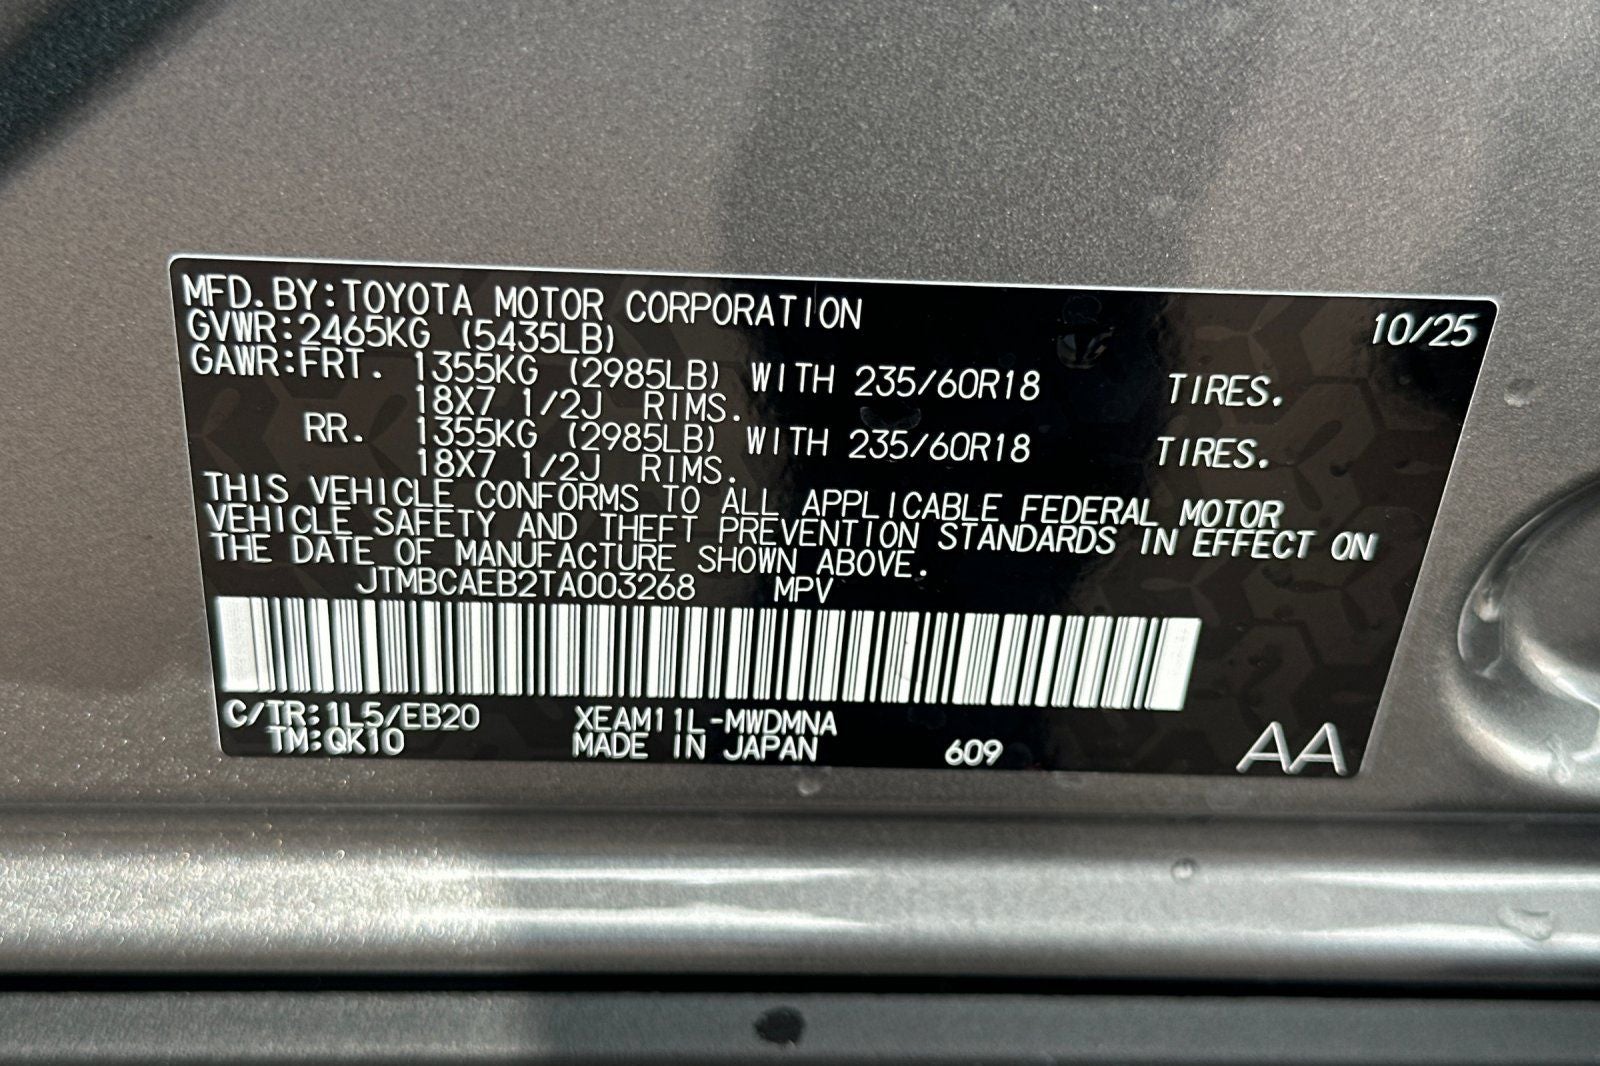 MFD.BY:TOYOTA MOTOR CORPORATION 10/25
GVWR:2465KG (5435LB)
GAWR:FRT. 1355KG (2985LB) WITH 235/60R18 TIRES.
18X7 1/2J RIMS.
RR. 1355KG (2985LB) WITH 235/60R18 TIRES.
18X7 1/2J RIMS.
THIS VEHICLE CONFORMS TO ALL APPLICABLE FEDERAL MOTOR
VEHICLE SAFETY AND THEFT PREVENTION STANDARDS IN EFFECT ON
THE DATE OF MANUFACTURE SHOWN ABOVE.
JTMBCAEB2TA003268 MPV
C/TR:1L5/EB20 XEAM11L-MWDMNA
TM:QK10 MADE IN JAPAN 609 AA